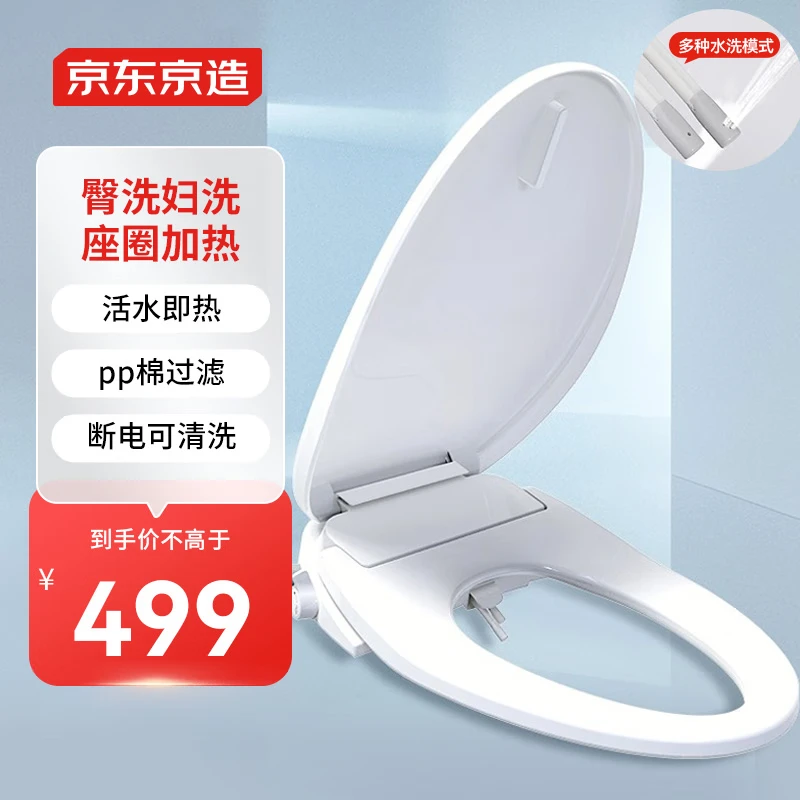 京东京造
多种水洗模式
臀洗妇洗
座圈加热
活水即热
pp棉过滤
断电可清洗
到手价不高于
¥499